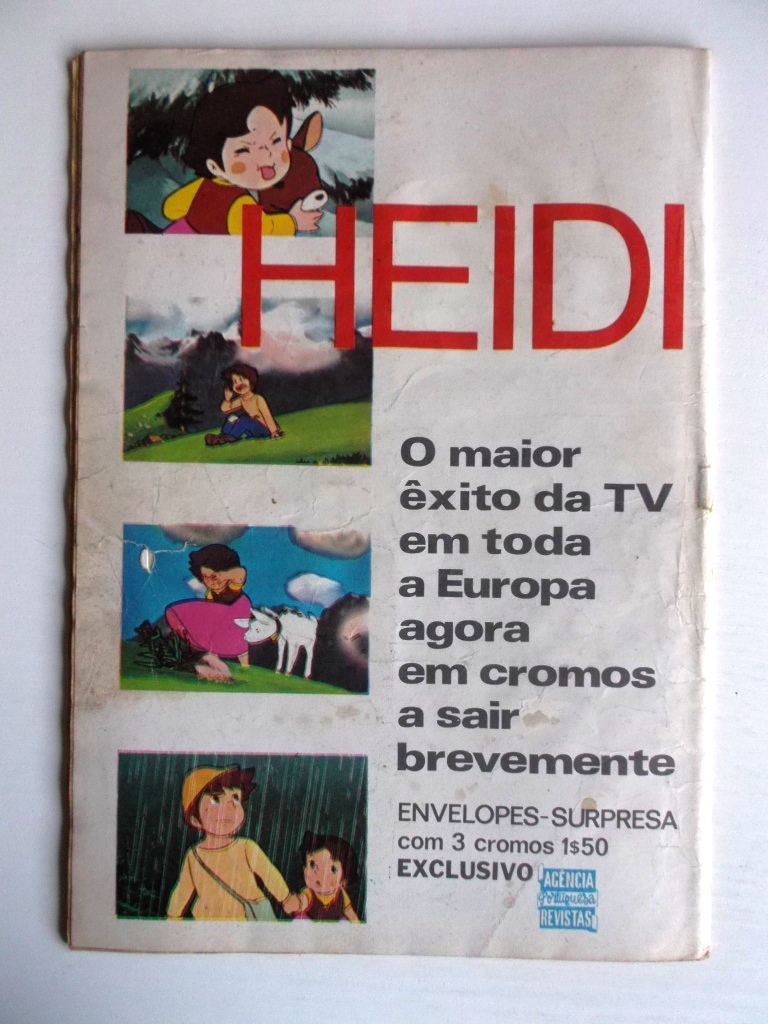 HEIDI
O maior
êxito da TV
em toda
a Europa
agora
em cromos
a sair
brevemente
ENVELOPES-SURPRESA
com 3 cromos 1$50
EXCLUSIVO
AGÊNCIA
Portuguesa
REVISTAS